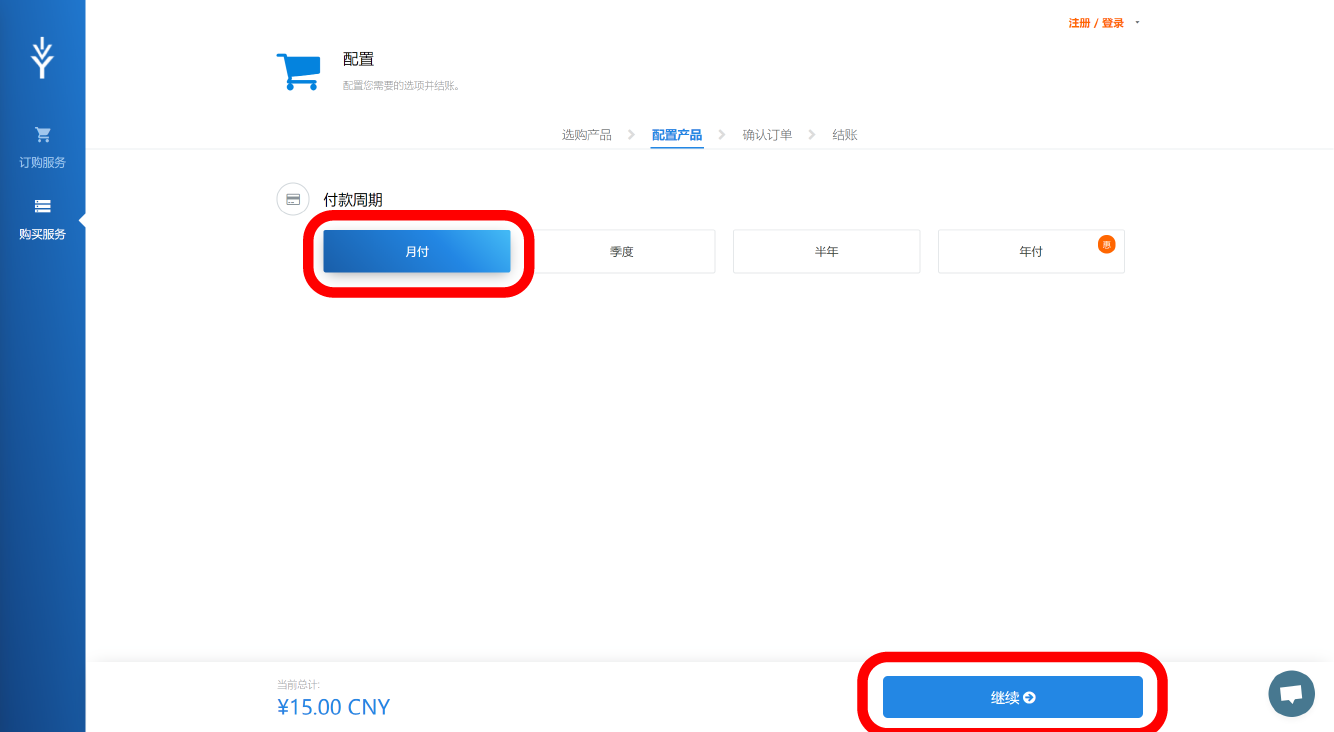 注册 / 登录
配置
配置您需要的选项并结账。
订购服务
购买服务
选购产品
配置产品
确认订单
结账
付款周期
月付
季度
半年
年付
惠
当前总计:
¥15.00 CNY
继续